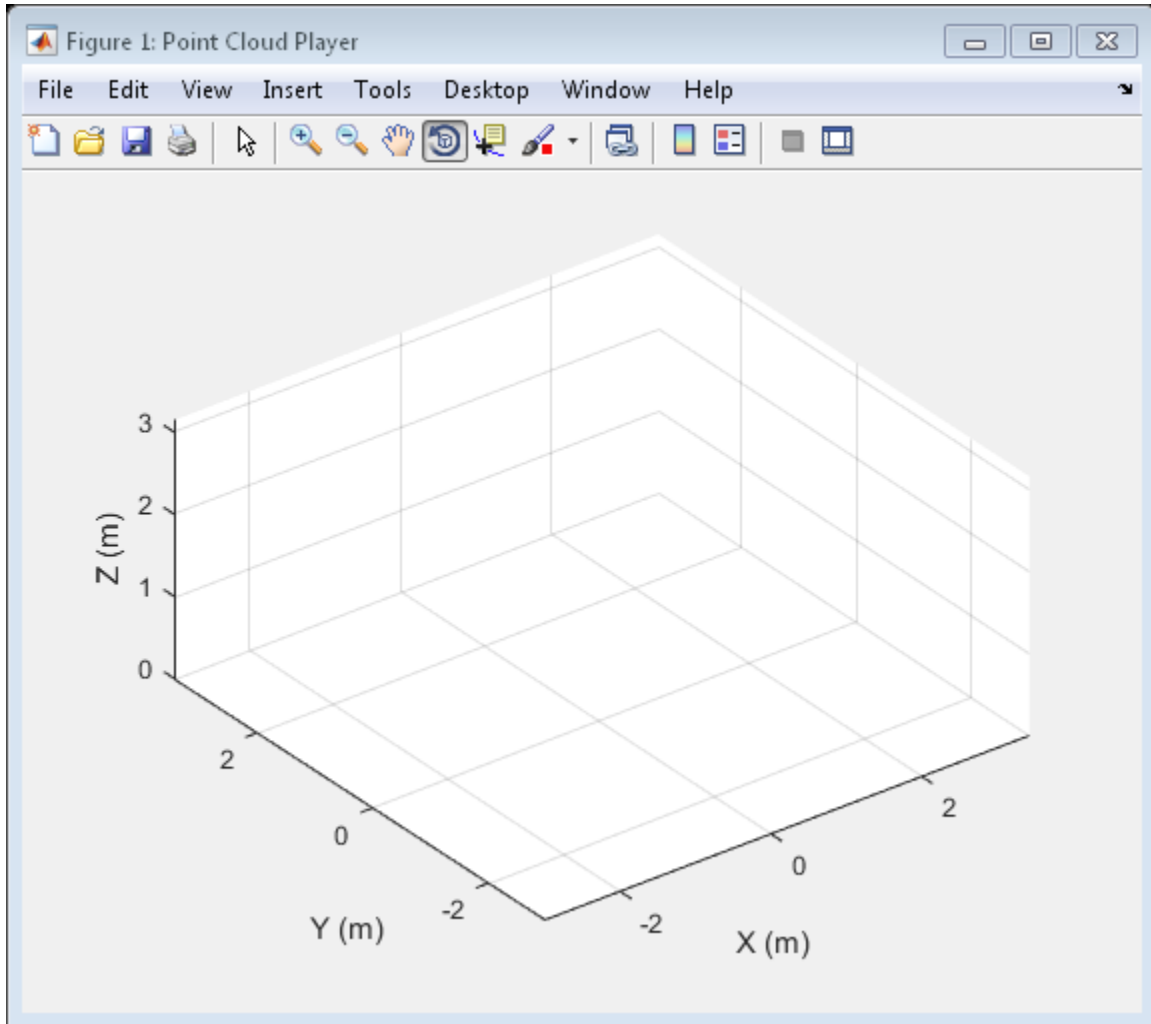 Figure 1: Point Cloud Player
File Edit View Insert Tools Desktop Window Help
3
2
1
0
Z (m)
2
0
-2
Y (m)
-2
0
2
X (m)